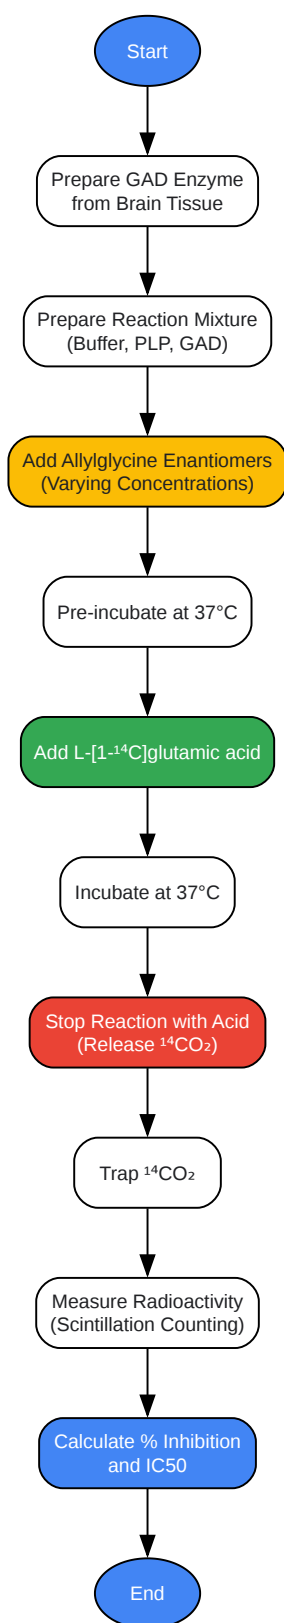 Start
Prepare GAD Enzyme
from Brain Tissue
Prepare Reaction Mixture
(Buffer, PLP, GAD)
Add Allylglycine Enantiomers
(Varying Concentrations)
Pre-incubate at 37°C
Add L-[1-¹⁴C]glutamic acid
Incubate at 37°C
Stop Reaction with Acid
(Release ¹⁴CO₂)
Trap ¹⁴CO₂
Measure Radioactivity
(Scintillation Counting)
Calculate % Inhibition
and IC50
End